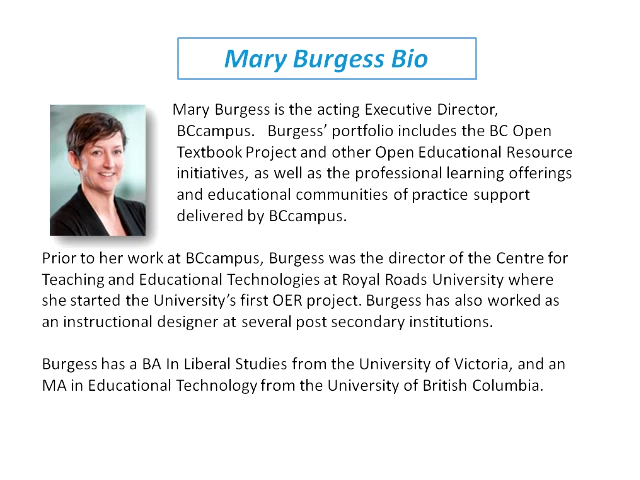 Mary Burgess Bio
Mary Burgess is the acting Executive Director,
BCcampus.   Burgess’ portfolio includes the BC Open
Textbook Project and other Open Educational Resource
initiatives, as well as the professional learning offerings
and educational communities of practice support
delivered by BCcampus.
Prior to her work at BCcampus, Burgess was the director of the Centre for
Teaching and Educational Technologies at Royal Roads University where
she started the University’s first OER project. Burgess has also worked as
an instructional designer at several post secondary institutions.
Burgess has a BA In Liberal Studies from the University of Victoria, and an
MA in Educational Technology from the University of British Columbia.